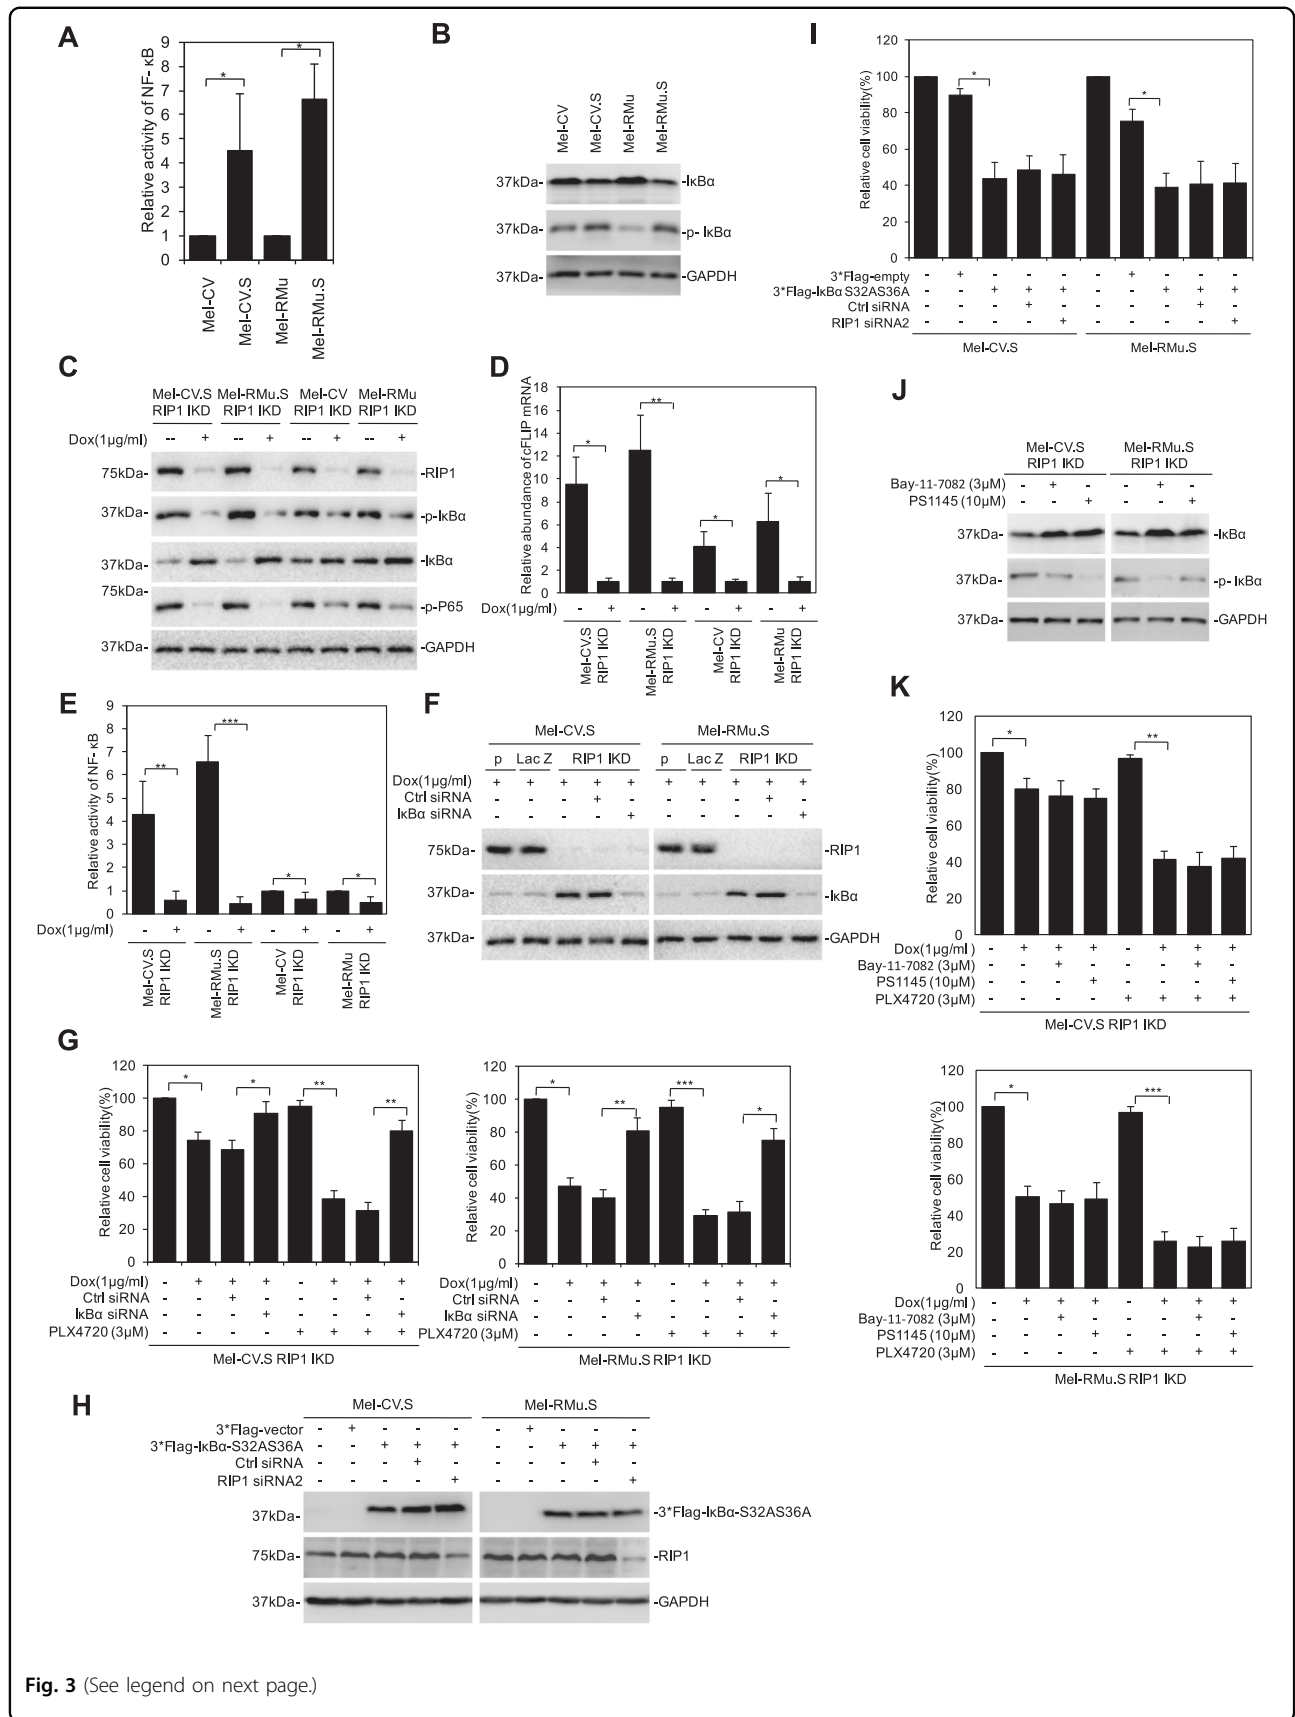 A
Relative activity of NF- κB
9
8
7
6
5
4
3
2
1
0
*
*
Mel-CV
Mel-CV.S
Mel-RMu
Mel-RMu.S
B
Mel-CV
Mel-CV.S
Mel-RMu
Mel-RMu.S
37kDa- -IκBα
37kDa- -p- IκBα
37kDa- -GAPDH
I
Relative cell viability(%)
120
100
80
60
40
20
0
*
*
3*Flag-empty - + - - - - + - - -
3*Flag-IκBα S32AS36A - - + + + - - + + +
Ctrl siRNA - - - + - - - - + -
RIP1 siRNA2 - - - - + - - - - +
Mel-CV.S Mel-RMu.S
C
Mel-CV.S Mel-RMu.S Mel-CV Mel-RMu
RIP1 IKD RIP1 IKD RIP1 IKD RIP1 IKD
Dox(1μg/ml) -- + -- + -- + -- +
75kDa- -RIP1
37kDa- -p-IκBα
37kDa- -IκBα
75kDa-
-p-P65
37kDa- -GAPDH
D
Relative abundance of cFLIP mRNA
18
16
14
12
10
8
6
4
2
0
*
**
*
*
Dox(1μg/ml) - + - + - + - +
Mel-CV.S
RIP1 IKD
Mel-RMu.S
RIP1 IKD
Mel-CV
RIP1 IKD
Mel-RMu
RIP1 IKD
J
Mel-CV.S Mel-RMu.S
RIP1 IKD RIP1 IKD
Bay-11-7082 (3μM) - + - - + -
PS1145 (10μM) - - + - - +
37kDa- -IκBα
37kDa- -p- IκBα
37kDa- -GAPDH
E
Relative activity of NF- κB
9
8
7
6
5
4
3
2
1
0
**
***
*
*
Dox(1μg/ml) - + - + - + - +
Mel-CV.S
RIP1 IKD
Mel-RMu.S
RIP1 IKD
Mel-CV
RIP1 IKD
Mel-RMu
RIP1 IKD
F
Mel-CV.S Mel-RMu.S
p Lac Z RIP1 IKD p Lac Z RIP1 IKD
Dox(1μg/ml) + + + + + + + + + +
Ctrl siRNA - - - + - - - - + -
IκBα siRNA - - - - + - - - - +
75kDa- -RIP1
37kDa- -IκBα
37kDa- -GAPDH
K
Relative cell viability(%)
120
100
80
60
40
20
0
*
**
Dox(1μg/ml) - + + + - + + +
Bay-11-7082 (3μM) - - + - - - + -
PS1145 (10μM) - - - + - - - +
PLX4720 (3μM) - - - - + + + +
Mel-CV.S RIP1 IKD
G
Relative cell viability(%)
120
100
80
60
40
20
0
*
*
**
**
Dox(1μg/ml) - + + + - + + +
Ctrl siRNA - - + - - - + -
IκBα siRNA - - - + - - - +
PLX4720 (3μM) - - - - + + + +
Mel-CV.S RIP1 IKD
Relative cell viability(%)
120
100
80
60
40
20
0
*
**
***
*
Dox(1μg/ml) - + + + - + + +
Ctrl siRNA - - + - - - + -
IκBα siRNA - - - + - - - +
PLX4720 (3μM) - - - - + + + +
Mel-RMu.S RIP1 IKD
Relative cell viability(%)
120
100
80
60
40
20
0
*
***
Dox(1μg/ml) - + + + - + + +
Bay-11-7082 (3μM) - - + - - - + -
PS1145 (10μM) - - - + - - - +
PLX4720 (3μM) - - - - + + + +
Mel-RMu.S RIP1 IKD
H
Mel-CV.S Mel-RMu.S
3*Flag-vector - + - - - - + - - -
3*Flag-IκBα-S32AS36A - - + + + - - + + +
Ctrl siRNA - - - + - - - - + -
RIP1 siRNA2 - - - - + - - - - +
37kDa- -3*Flag-IκBα-S32AS36A
75kDa- -RIP1
37kDa- -GAPDH
Fig. 3 (See legend on next page.)